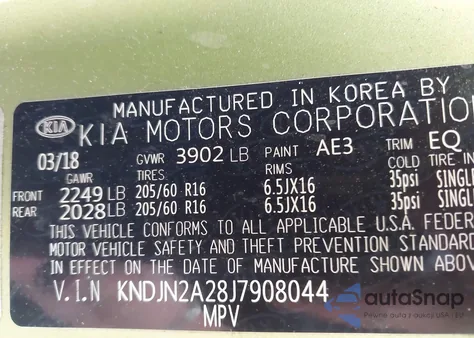 MANUFACTURED IN KOREA BY
KIA KIA MOTORS CORPORATION
03/18 GVWR 3902 LB PAINT AE3 TRIM EQ
GAWR TIRES RIMS COLD TIRE IN
FRONT 2249 LB 205/60 R16 6.5JX16 35psi SINGL
REAR 2028 LB 205/60 R16 6.5JX16 35psi SINGL
THIS VEHICLE CONFORMS TO ALL APPLICABLE U.S.A. FEDER
MOTOR VEHICLE SAFETY AND THEFT PREVENTION STANDARD
IN EFFECT ON THE DATE OF MANUFACTURE SHOWN ABOVE
V.I.N KNDJN2A28J7908044
MPV
autoSnap